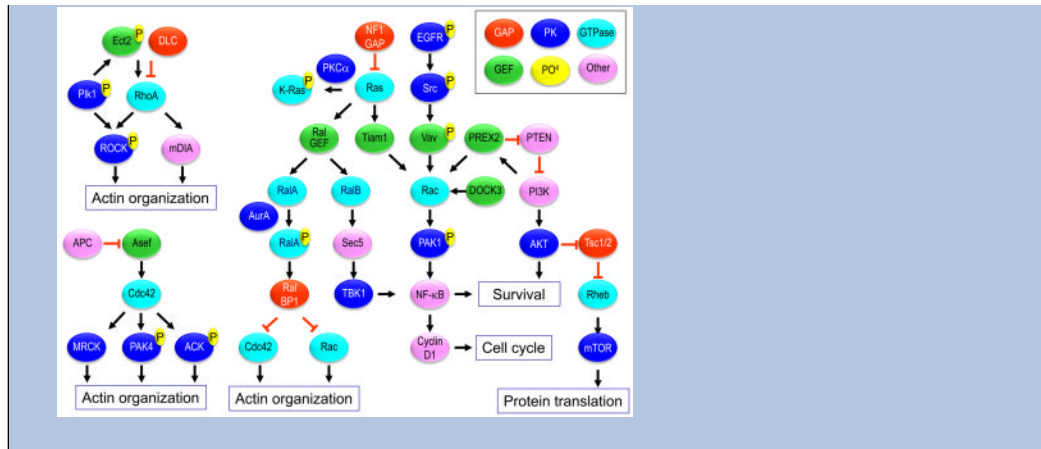 Ect2 P
DLC
Plk1 P
RhoA
ROCK P
mDIA
Actin organization
APC
Asef
Cdc42
MRCK
PAK4 P
ACK P
Actin organization
NF1
GAP
PKCα
K-Ras P
Ras
Ral
GEF
Tiam1
RalA
RalB
AurA
RalA P
Sec5
Ral
BP1
TBK1
Cdc42
Rac
Actin organization
EGFR P
Src P
Vav P
PREX2
PTEN
Rac
DOCK3
PI3K
PAK1 P
AKT
Tsc1/2
NF-κB
Survival
Rheb
Cyclin
D1
Cell cycle
mTOR
Protein translation
GAP
PK
GTPase
GEF
PO⁴
Other